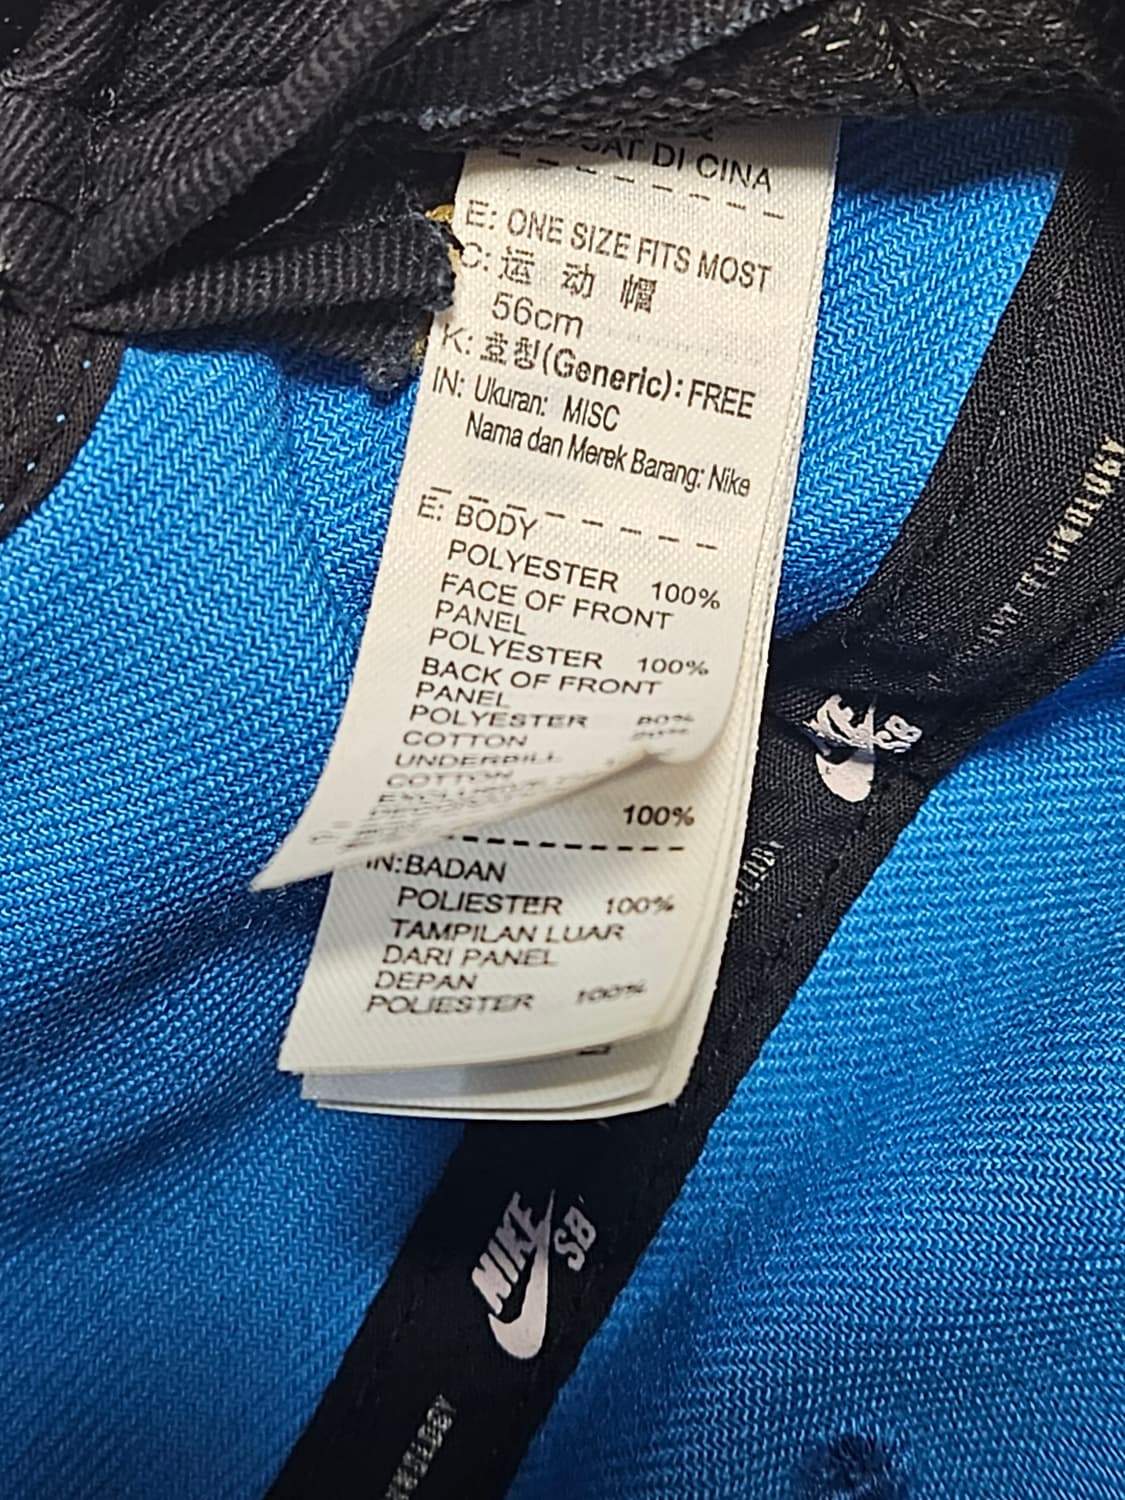 DI CINA
E: ONE SIZE FITS MOST
C: 运 动 帽
56cm
K: 호칭(Generic): FREE
IN: Ukuran: MISC
Nama dan Merek Barang: Nike
E: BODY
POLYESTER 100%
FACE OF FRONT
PANEL
POLYESTER 100%
BACK OF FRONT
PANEL
POLYESTER 80%
COTTON 20%
UNDERBILL
COTTON
100%
IN:BADAN
POLIESTER 100%
TAMPILAN LUAR
DARI PANEL
DEPAN
POLIESTER 100%
NIKE SB
NIKE SB